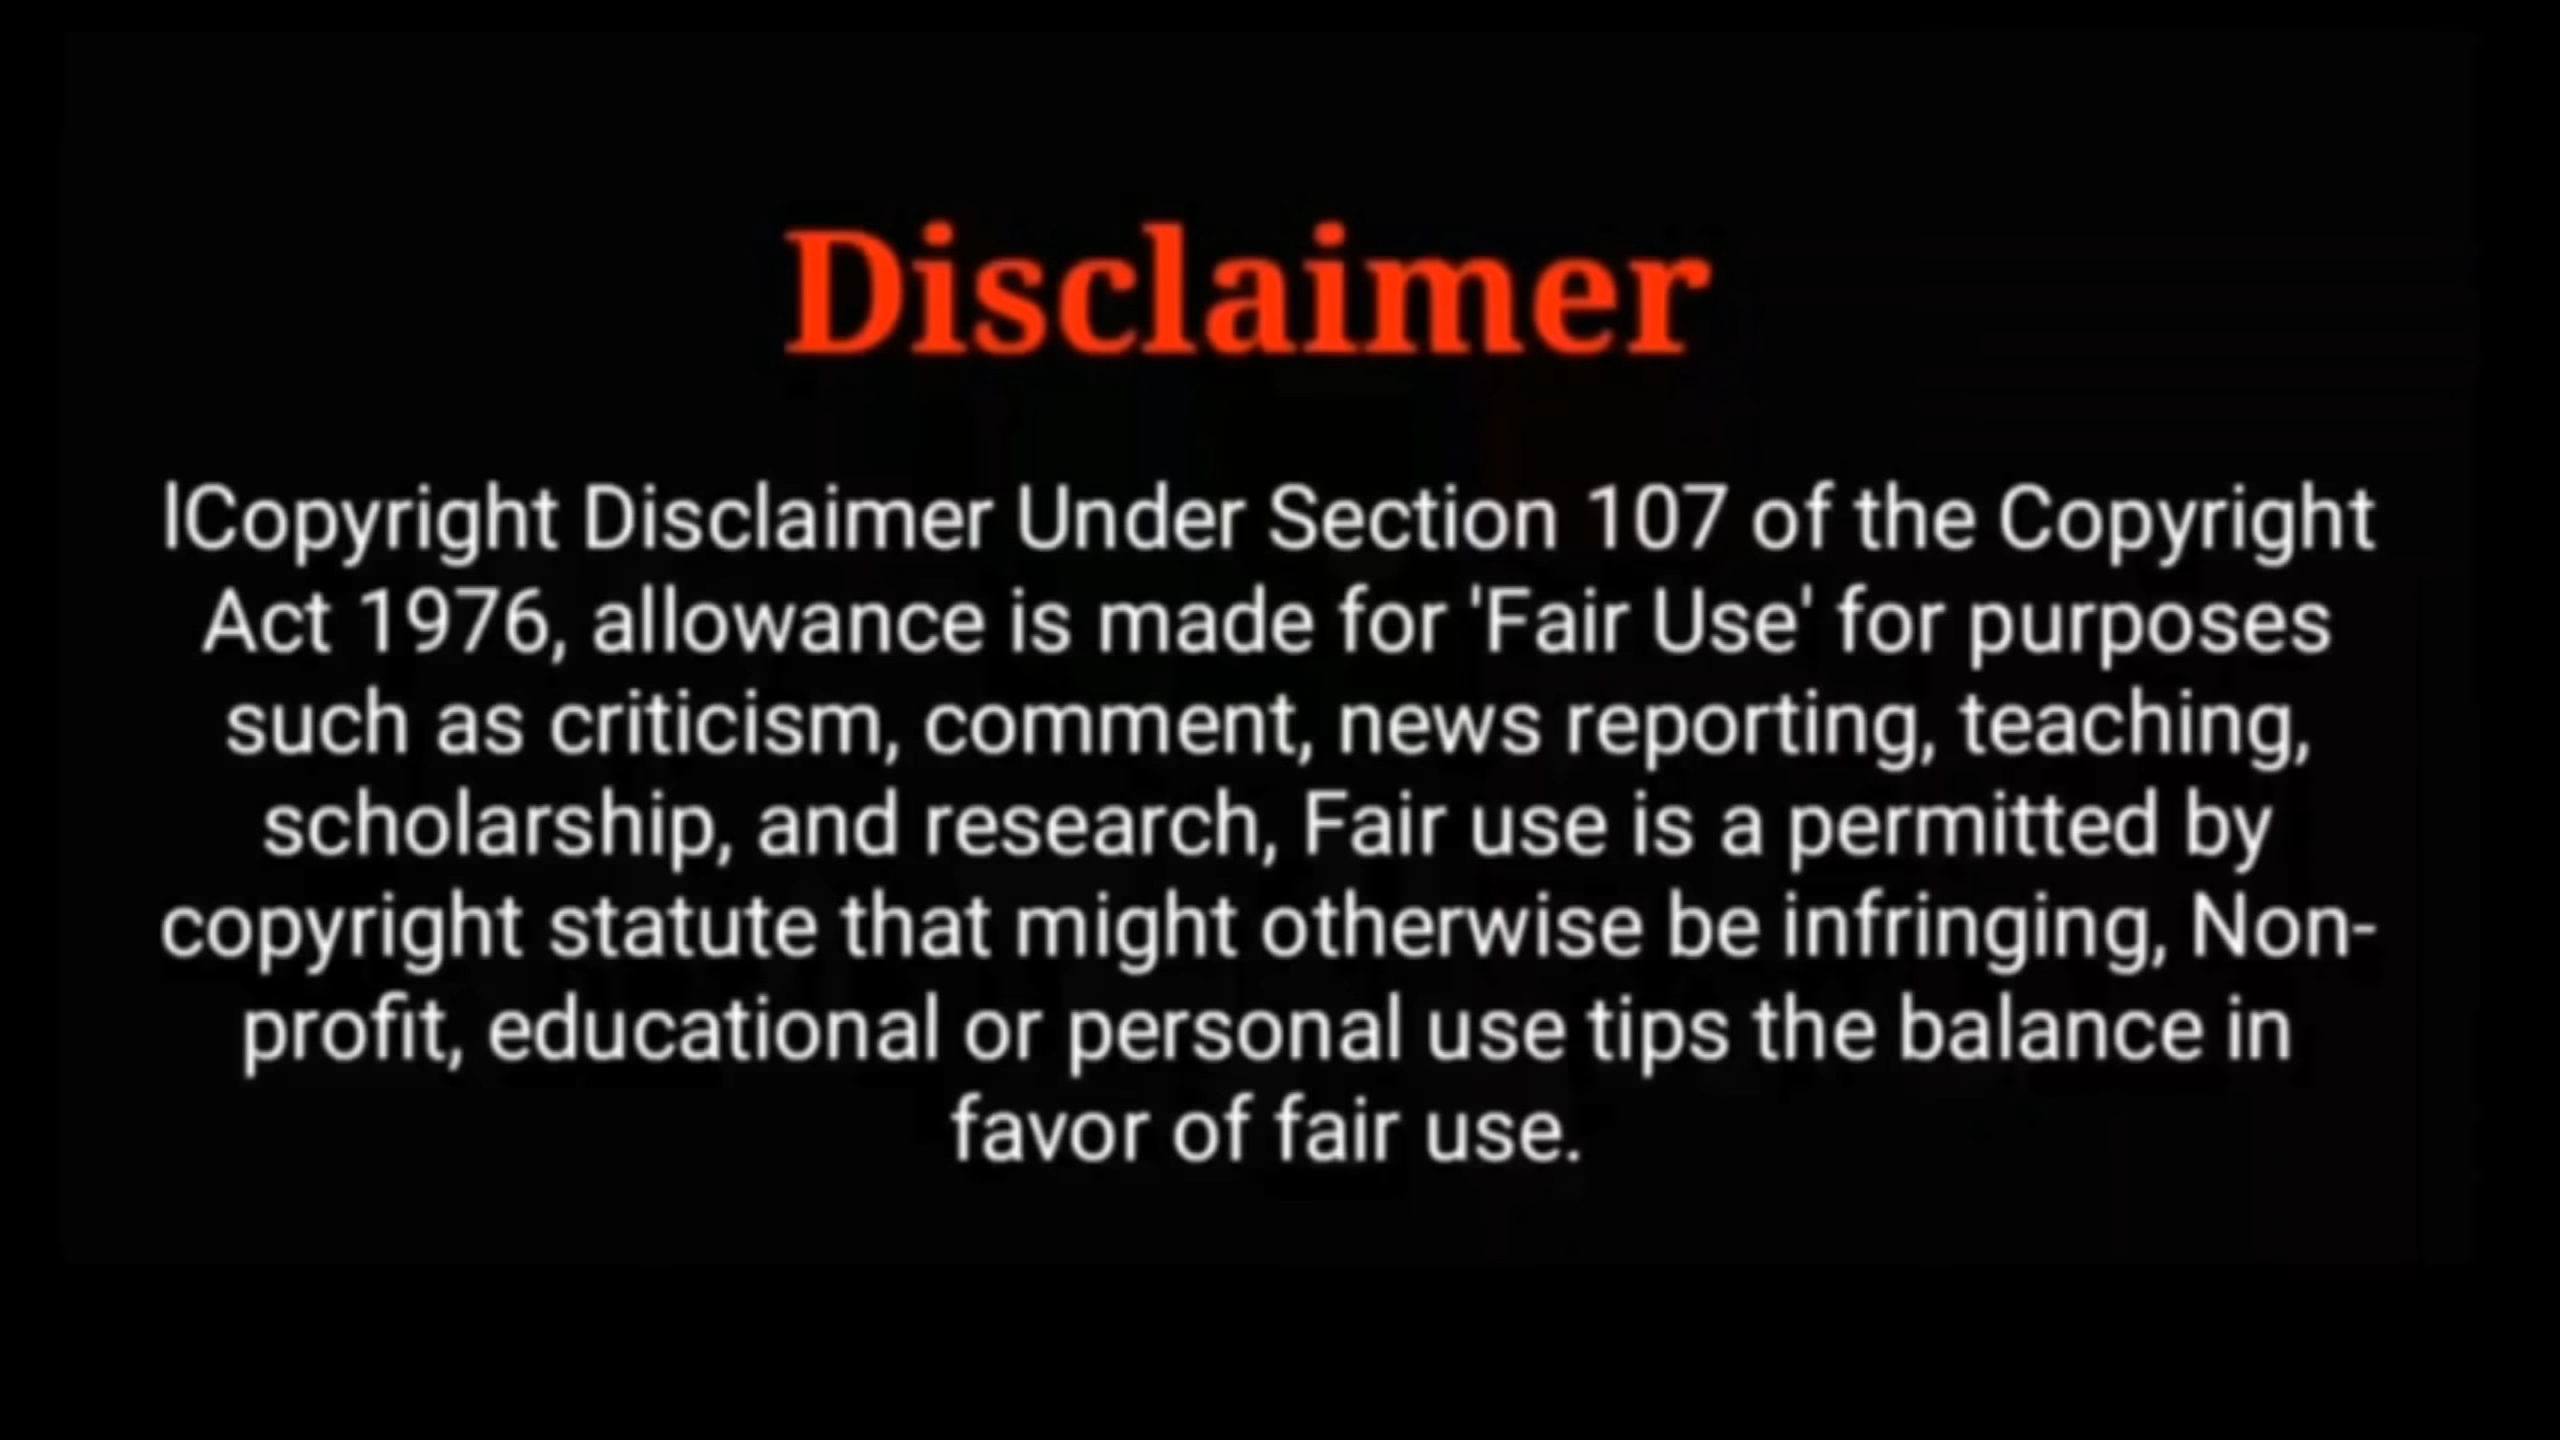 Disclaimer
lCopyright Disclaimer Under Section 107 of the Copyright
Act 1976, allowance is made for 'Fair Use' for purposes
such as criticism, comment, news reporting, teaching,
scholarship, and research, Fair use is a permitted by
copyright statute that might otherwise be infringing, Non-
profit, educational or personal use tips the balance in
favor of fair use.